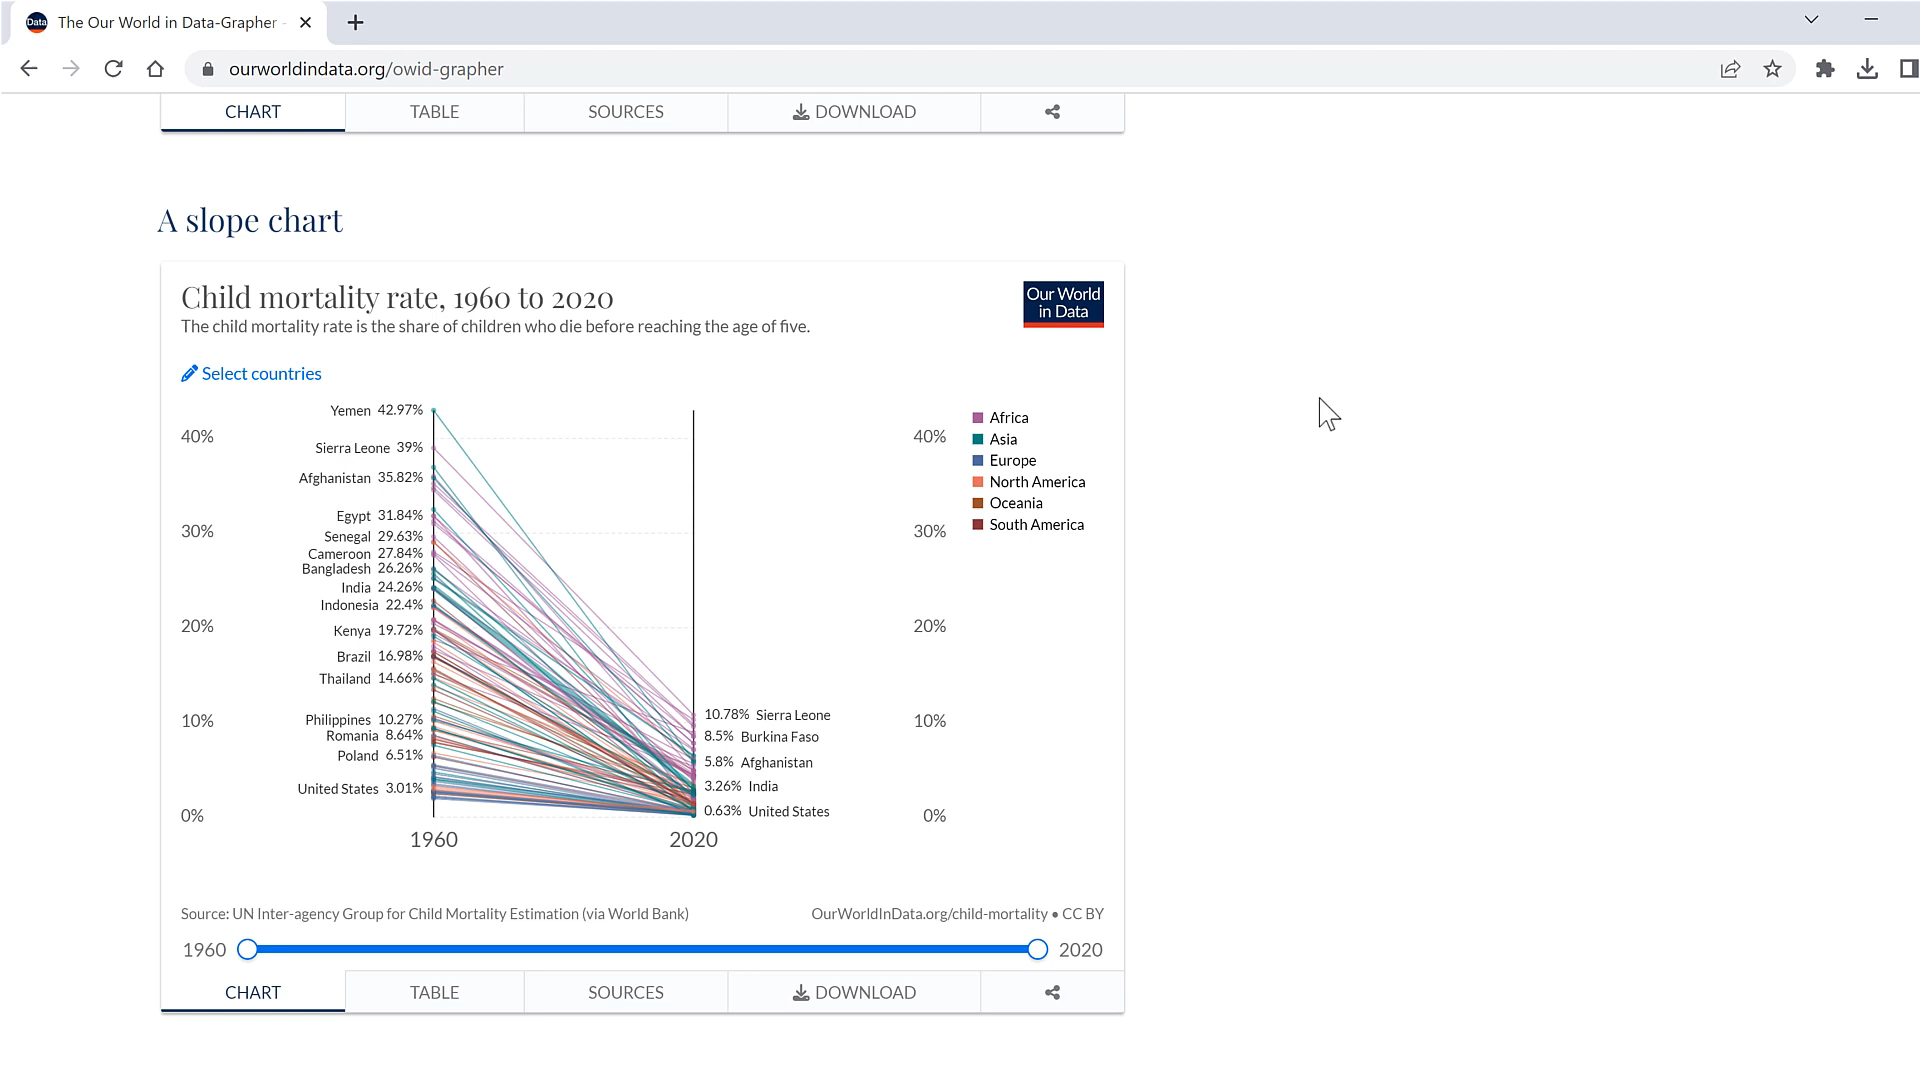 Data
The Our World in Data-Grapher -
ourworldindata.org/owid-grapher
CHART TABLE SOURCES DOWNLOAD
A slope chart
Child mortality rate, 1960 to 2020
The child mortality rate is the share of children who die before reaching the age of five.
Our World
in Data
Select countries
Yemen 42.97%
40%
Sierra Leone 39%
Afghanistan 35.82%
30%
Egypt 31.84%
Senegal 29.63%
Cameroon 27.84%
Bangladesh 26.26%
India 24.26%
Indonesia 22.4%
20%
Kenya 19.72%
Brazil 16.98%
Thailand 14.66%
10%
Philippines 10.27%
Romania 8.64%
Poland 6.51%
United States 3.01%
0%
1960
2020
10.78% Sierra Leone
8.5% Burkina Faso
5.8% Afghanistan
3.26% India
0.63% United States
40%
30%
20%
10%
0%
Africa
Asia
Europe
North America
Oceania
South America
Source: UN Inter-agency Group for Child Mortality Estimation (via World Bank)
OurWorldInData.org/child-mortality • CC BY
1960 2020
CHART TABLE SOURCES DOWNLOAD